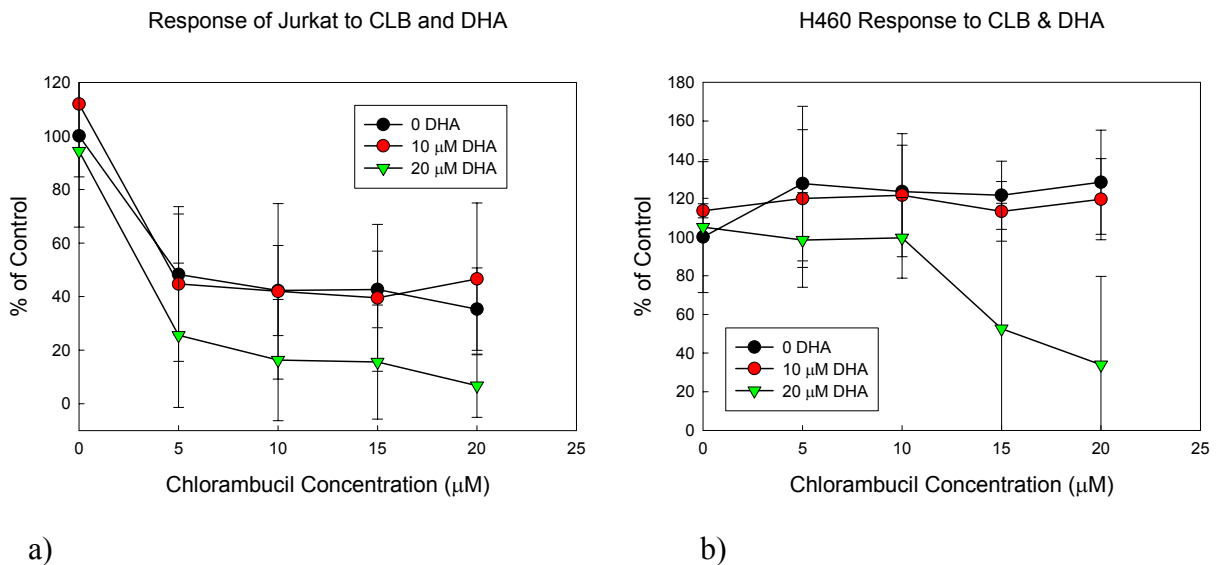 Response of Jurkat to CLB and DHA
120
100
80
60
40
20
0
% of Control
0 DHA
10 μM DHA
20 μM DHA
0 5 10 15 20 25
Chlorambucil Concentration (μM)
a)
H460 Response to CLB & DHA
180
160
140
120
100
80
60
40
20
0
% of Control
0 DHA
10 μM DHA
20 μM DHA
0 5 10 15 20 25
Chlorambucil Concentration (μM)
b)